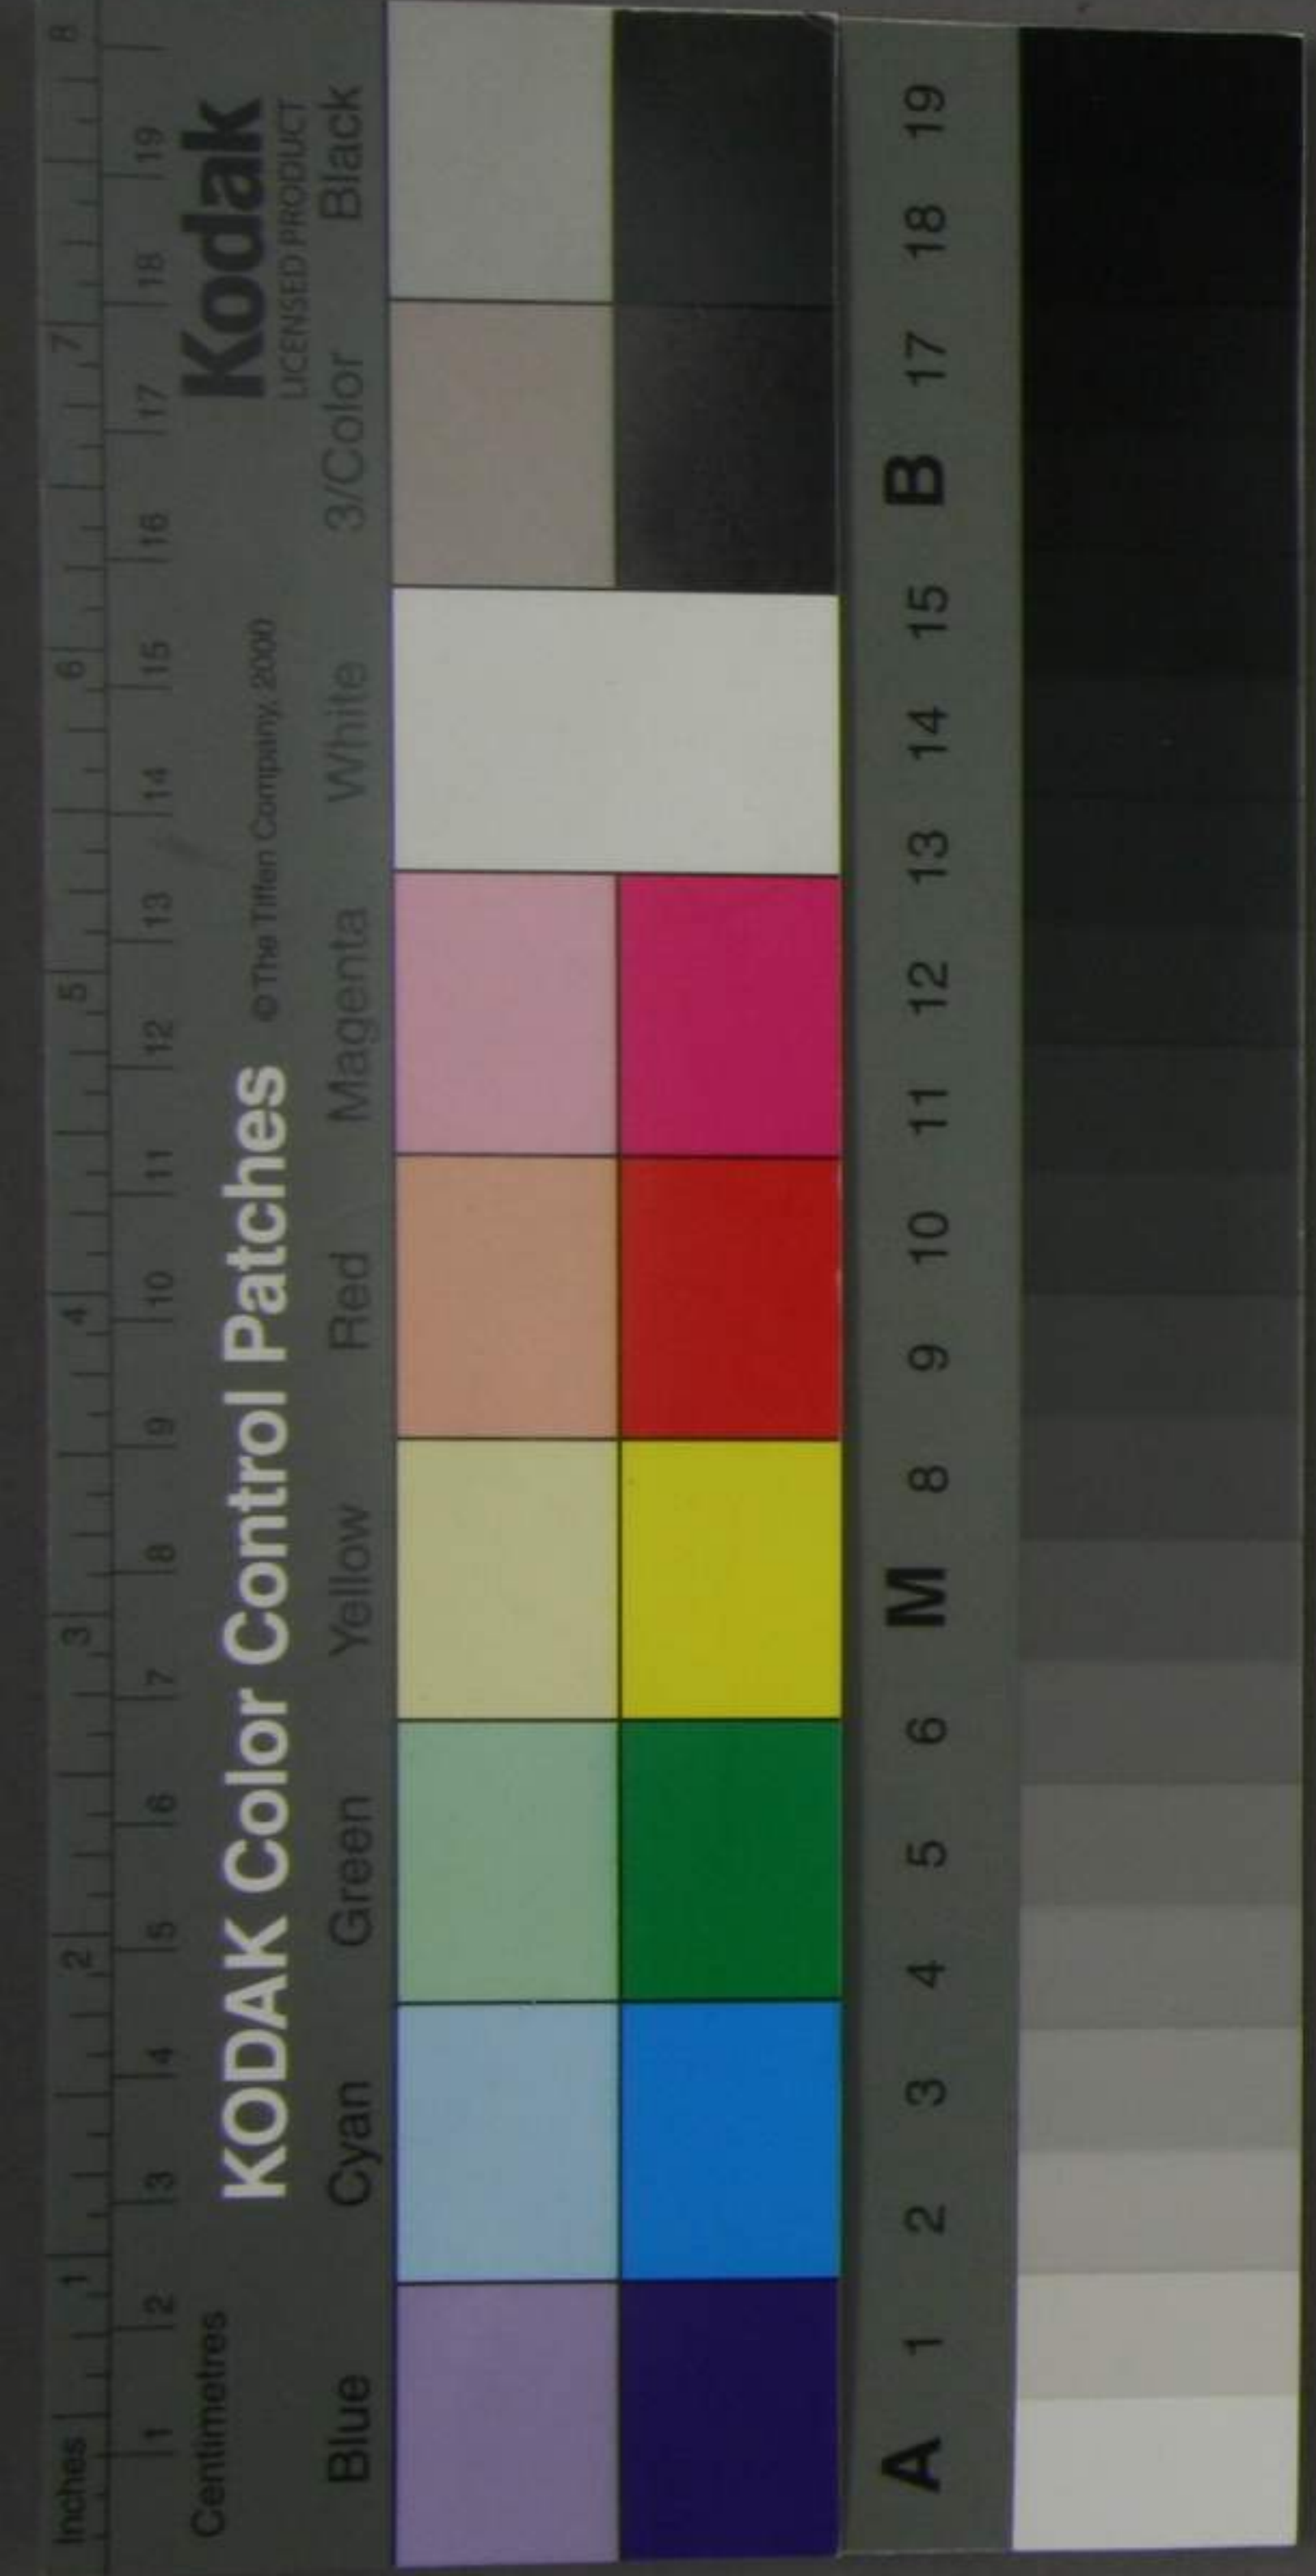 Inches 1 2 3 4 5 6 7 8
Centimetres 1 2 3 4 5 6 7 8 9 10 11 12 13 14 15 16 17 18 19
KODAK Color Control Patches © The Tiffen Company, 2000
Kodak
LICENSED PRODUCT
Blue Cyan Green Yellow Red Magenta White 3/Color Black
A 1 2 3 4 5 6 M 8 9 10 11 12 13 14 15 B 17 18 19